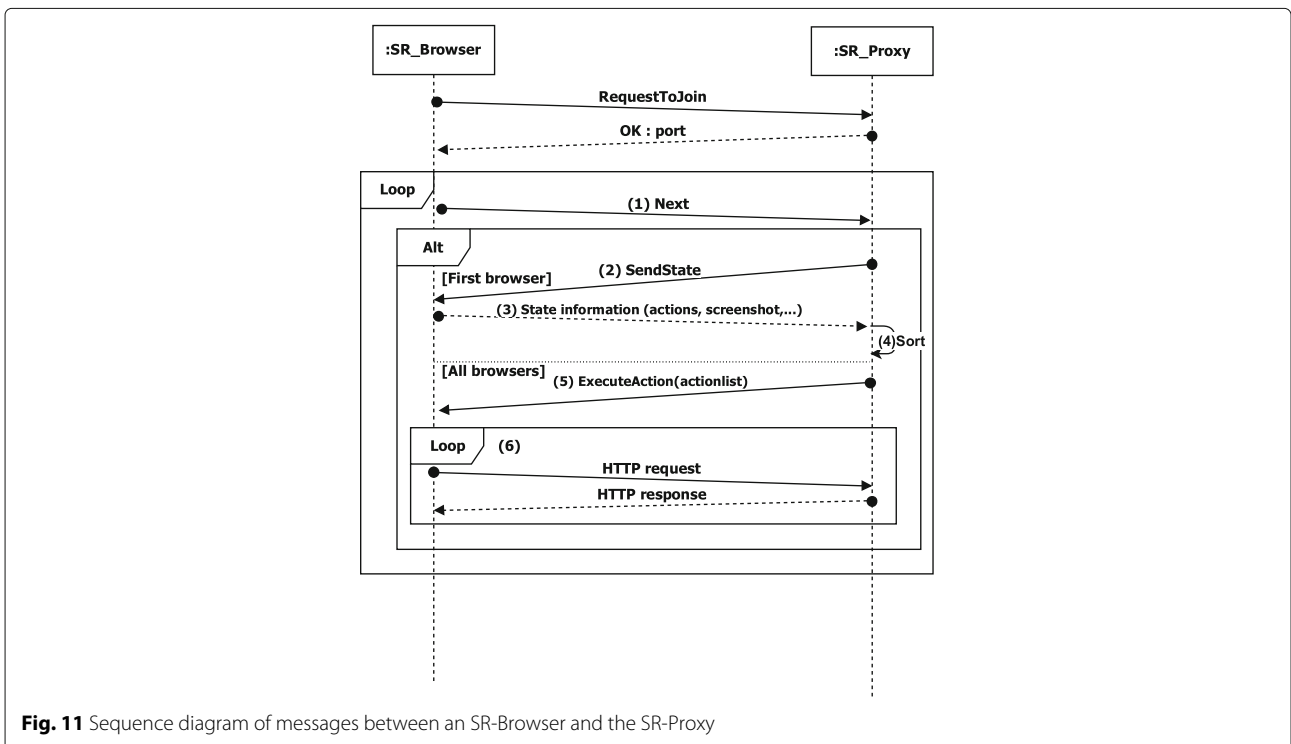 :SR_Browser
:SR_Proxy
RequestToJoin
OK : port
Loop
(1) Next
Alt
(2) SendState
[First browser]
(3) State information (actions, screenshot,...)
(4)Sort
[All browsers]
(5) ExecuteAction(actionlist)
Loop (6)
HTTP request
HTTP response
Fig. 11 Sequence diagram of messages between an SR-Browser and the SR-Proxy